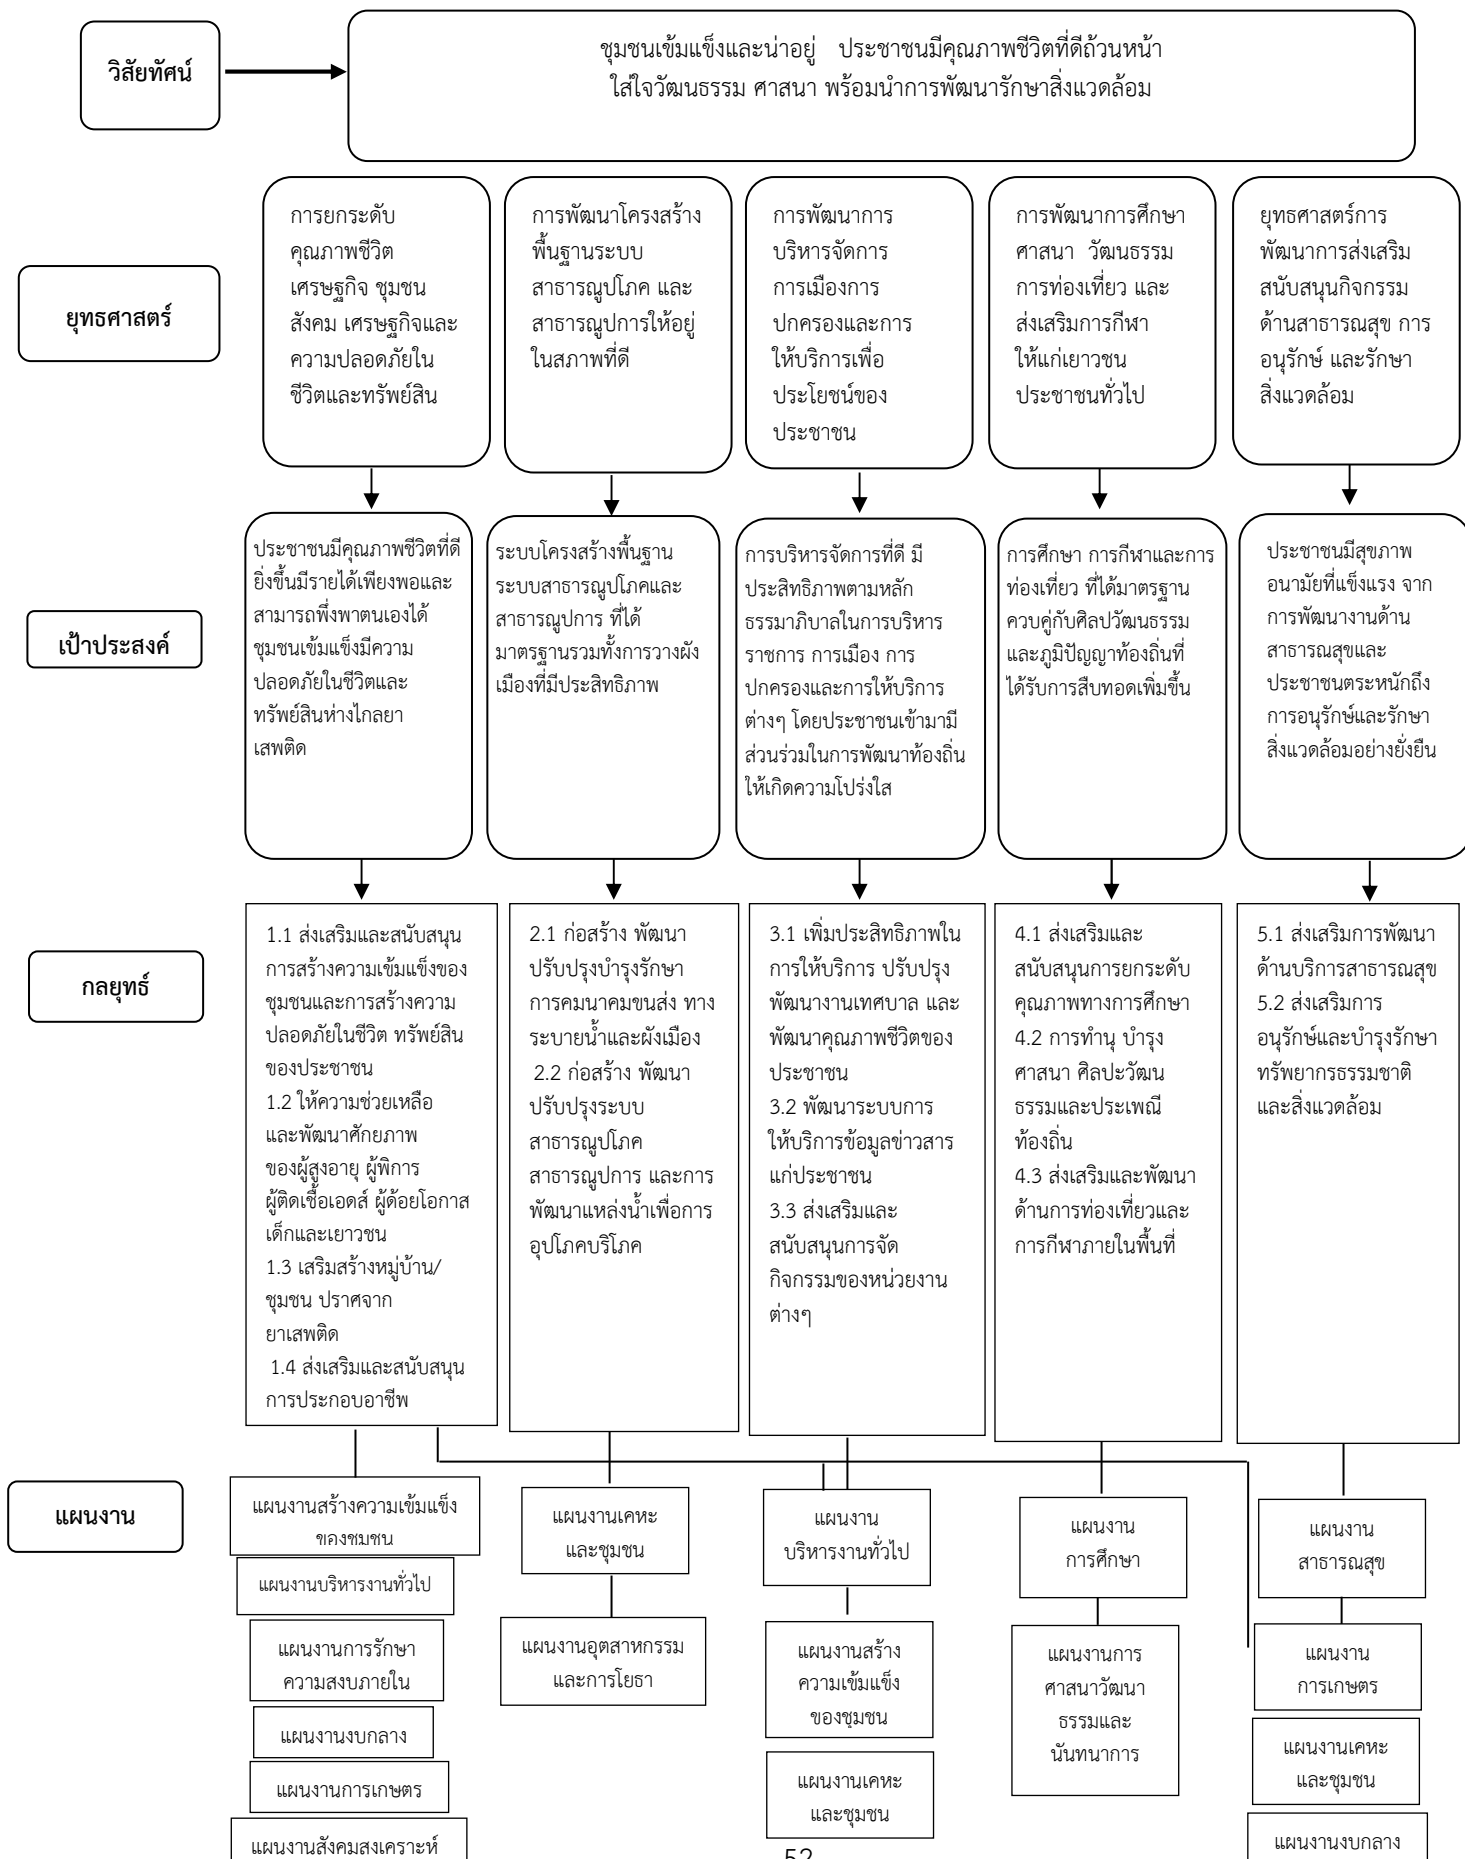 วิสัยทัศน์
ชุมชนเข้มแข็งและน่าอยู่ ประชาชนมีคุณภาพชีวิตที่ดีถ้วนหน้า
ใส่ใจวัฒนธรรม ศาสนา พร้อมนำการพัฒนารักษาสิ่งแวดล้อม
ยุทธศาสตร์
การยกระดับ
คุณภาพชีวิต
เศรษฐกิจ ชุมชน
สังคม เศรษฐกิจและ
ความปลอดภัยใน
ชีวิตและทรัพย์สิน
การพัฒนาโครงสร้าง
พื้นฐานระบบ
สาธารณูปโภค และ
สาธารณูปการให้อยู่
ในสภาพที่ดี
การพัฒนาการ
บริหารจัดการ
การเมืองการ
ปกครองและการ
ให้บริการเพื่อ
ประโยชน์ของ
ประชาชน
การพัฒนาการศึกษา
ศาสนา วัฒนธรรม
การท่องเที่ยว และ
ส่งเสริมการกีฬา
ให้แก่เยาวชน
ประชาชนทั่วไป
ยุทธศาสตร์การ
พัฒนาการส่งเสริม
สนับสนุนกิจกรรม
ด้านสาธารณสุข การ
อนุรักษ์ และรักษา
สิ่งแวดล้อม
เป้าประสงค์
ประชาชนมีคุณภาพชีวิตที่ดี
ยิ่งขึ้นมีรายได้เพียงพอและ
สามารถพึ่งพาตนเองได้
ชุมชนเข้มแข็งมีความ
ปลอดภัยในชีวิตและ
ทรัพย์สินห่างไกลยา
เสพติด
ระบบโครงสร้างพื้นฐาน
ระบบสาธารณูปโภคและ
สาธารณูปการ ที่ได้
มาตรฐานรวมทั้งการวางผัง
เมืองที่มีประสิทธิภาพ
การบริหารจัดการที่ดี มี
ประสิทธิภาพตามหลัก
ธรรมาภิบาลในการบริหาร
ราชการ การเมือง การ
ปกครองและการให้บริการ
ต่างๆ โดยประชาชนเข้ามามี
ส่วนร่วมในการพัฒนาท้องถิ่น
ให้เกิดความโปร่งใส
การศึกษา การกีฬาและการ
ท่องเที่ยว ที่ได้มาตรฐาน
ควบคู่กับศิลปวัฒนธรรม
และภูมิปัญญาท้องถิ่นที่
ได้รับการสืบทอดเพิ่มขึ้น
ประชาชนมีสุขภาพ
อนามัยที่แข็งแรง จาก
การพัฒนางานด้าน
สาธารณสุขและ
ประชาชนตระหนักถึง
การอนุรักษ์และรักษา
สิ่งแวดล้อมอย่างยั่งยืน
กลยุทธ์
1.1 ส่งเสริมและสนับสนุน
การสร้างความเข้มแข็งของ
ชุมชนและการสร้างความ
ปลอดภัยในชีวิต ทรัพย์สิน
ของประชาชน
1.2 ให้ความช่วยเหลือ
และพัฒนาศักยภาพ
ของผู้สูงอายุ ผู้พิการ
ผู้ติดเชื้อเอดส์ ผู้ด้อยโอกาส
เด็กและเยาวชน
1.3 เสริมสร้างหมู่บ้าน/
ชุมชน ปราศจาก
ยาเสพติด
1.4 ส่งเสริมและสนับสนุน
การประกอบอาชีพ
2.1 ก่อสร้าง พัฒนา
ปรับปรุงบำรุงรักษา
การคมนาคมขนส่ง ทาง
ระบายน้ำและผังเมือง
2.2 ก่อสร้าง พัฒนา
ปรับปรุงระบบ
สาธารณูปโภค
สาธารณูปการ และการ
พัฒนาแหล่งน้ำเพื่อการ
อุปโภคบริโภค
3.1 เพิ่มประสิทธิภาพใน
การให้บริการ ปรับปรุง
พัฒนางานเทศบาล และ
พัฒนาคุณภาพชีวิตของ
ประชาชน
3.2 พัฒนาระบบการ
ให้บริการข้อมูลข่าวสาร
แก่ประชาชน
3.3 ส่งเสริมและ
สนับสนุนการจัด
กิจกรรมของหน่วยงาน
ต่างๆ
4.1 ส่งเสริมและ
สนับสนุนการยกระดับ
คุณภาพทางการศึกษา
4.2 การทำนุ บำรุง
ศาสนา ศิลปะวัฒน
ธรรมและประเพณี
ท้องถิ่น
4.3 ส่งเสริมและพัฒนา
ด้านการท่องเที่ยวและ
การกีฬาภายในพื้นที่
5.1 ส่งเสริมการพัฒนา
ด้านบริการสาธารณสุข
5.2 ส่งเสริมการ
อนุรักษ์และบำรุงรักษา
ทรัพยากรธรรมชาติ
และสิ่งแวดล้อม
แผนงาน
แผนงานสร้างความเข้มแข็ง
ของชุมชน
แผนงานบริหารงานทั่วไป
แผนงานการรักษา
ความสงบภายใน
แผนงานงบกลาง
แผนงานการเกษตร
แผนงานสังคมสงเคราะห์
แผนงานเคหะ
และชุมชน
แผนงานอุตสาหกรรม
และการโยธา
แผนงาน
บริหารงานทั่วไป
แผนงานสร้าง
ความเข้มแข็ง
ของชุมชน
แผนงานเคหะ
และชุมชน
แผนงาน
การศึกษา
แผนงานการ
ศาสนาวัฒนา
ธรรมและ
นันทนาการ
แผนงาน
สาธารณสุข
แผนงาน
การเกษตร
แผนงานเคหะ
และชุมชน
แผนงานงบกลาง
52